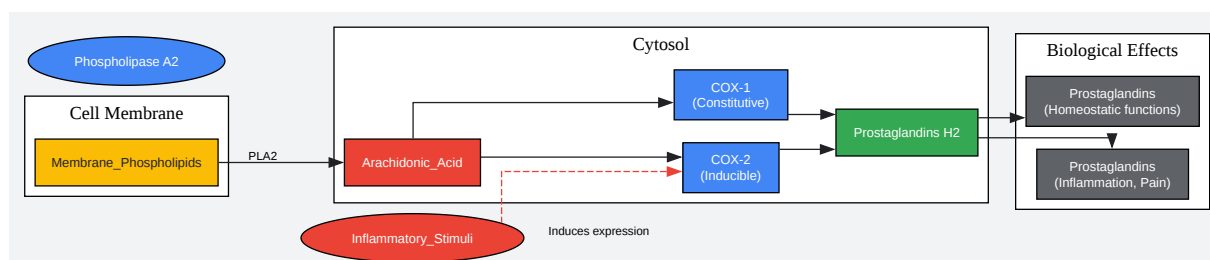 Phospholipase A2
Cell Membrane
Membrane_Phospholipids
PLA2
Cytosol
Arachidonic_Acid
COX-1
(Constitutive)
COX-2
(Inducible)
Prostaglandins H2
Inflammatory_Stimuli
Induces expression
Biological Effects
Prostaglandins
(Homeostatic functions)
Prostaglandins
(Inflammation, Pain)